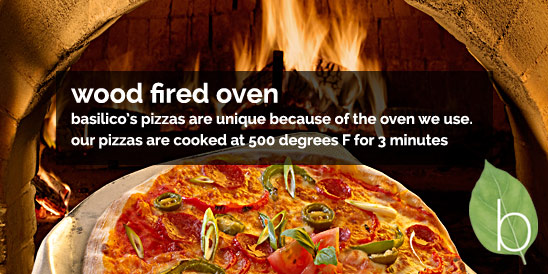 wood fired oven
basilico's pizzas are unique because of the oven we use.
our pizzas are cooked at 500 degrees F for 3 minutes
b